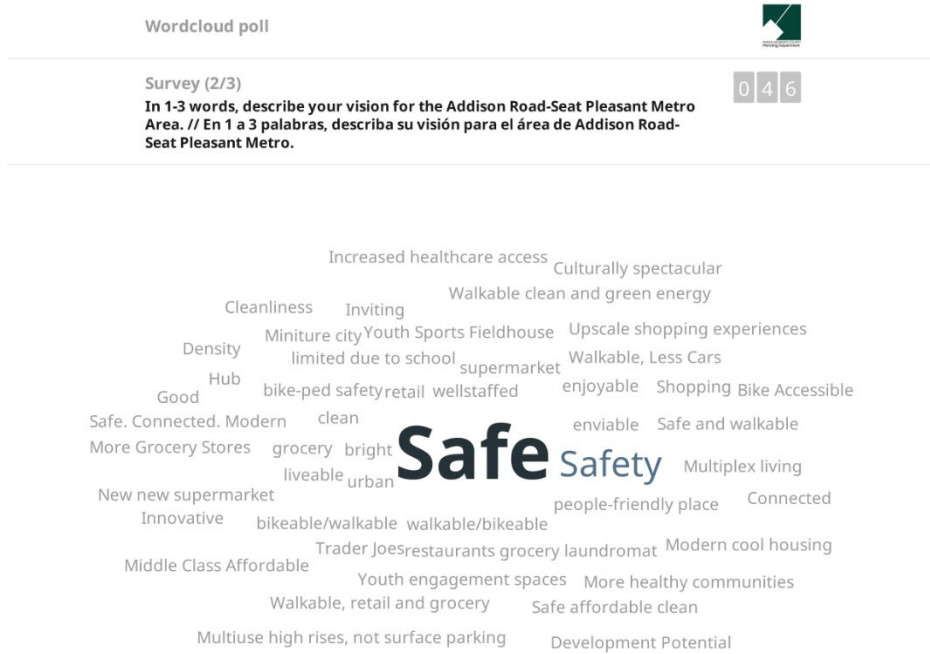 Wordcloud poll
Survey (2/3)
046
In 1-3 words, describe your vision for the Addison Road-Seat Pleasant Metro
Area. // En 1 a 3 palabras, describa su visión para el área de Addison Road-
Seat Pleasant Metro.
Increased healthcare access
Culturally spectacular
Walkable clean and green energy
Cleanliness
Inviting
Miniture city
Youth Sports Fieldhouse
Upscale shopping experiences
Density
limited due to school
supermarket
Walkable, Less Cars
Hub
Good
bike-ped safety
retail
wellstaffed
enjoyable
Shopping
Bike Accessible
Safe. Connected. Modern
clean
enviable
Safe and walkable
More Grocery Stores
grocery
bright
Safe
Safety
Multiplex living
liveable
urban
New new supermarket
people-friendly place
Connected
Innovative
bikeable/walkable
walkable/bikeable
Trader Joes
restaurants grocery laundromat
Modern cool housing
Middle Class Affordable
Youth engagement spaces
More healthy communities
Walkable, retail and grocery
Safe affordable clean
Multiuse high rises, not surface parking
Development Potential